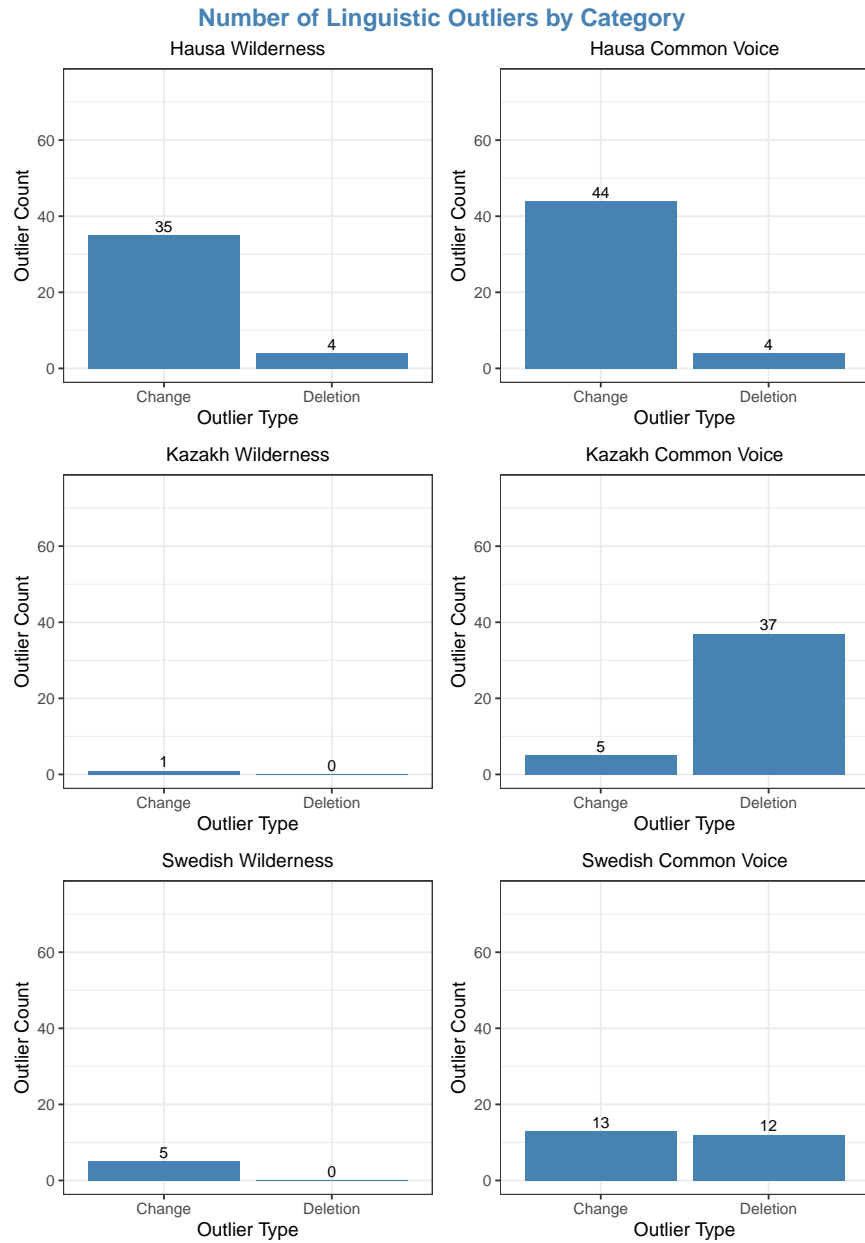 Number of Linguistic Outliers by Category
Hausa Wilderness
Outlier Count
60
40
20
0
35
4
Change
Deletion
Outlier Type
Hausa Common Voice
Outlier Count
60
40
20
0
44
4
Change
Deletion
Outlier Type
Kazakh Wilderness
Outlier Count
60
40
20
0
1
0
Change
Deletion
Outlier Type
Kazakh Common Voice
Outlier Count
60
40
20
0
5
37
Change
Deletion
Outlier Type
Swedish Wilderness
Outlier Count
60
40
20
0
5
0
Change
Deletion
Outlier Type
Swedish Common Voice
Outlier Count
60
40
20
0
13
12
Change
Deletion
Outlier Type